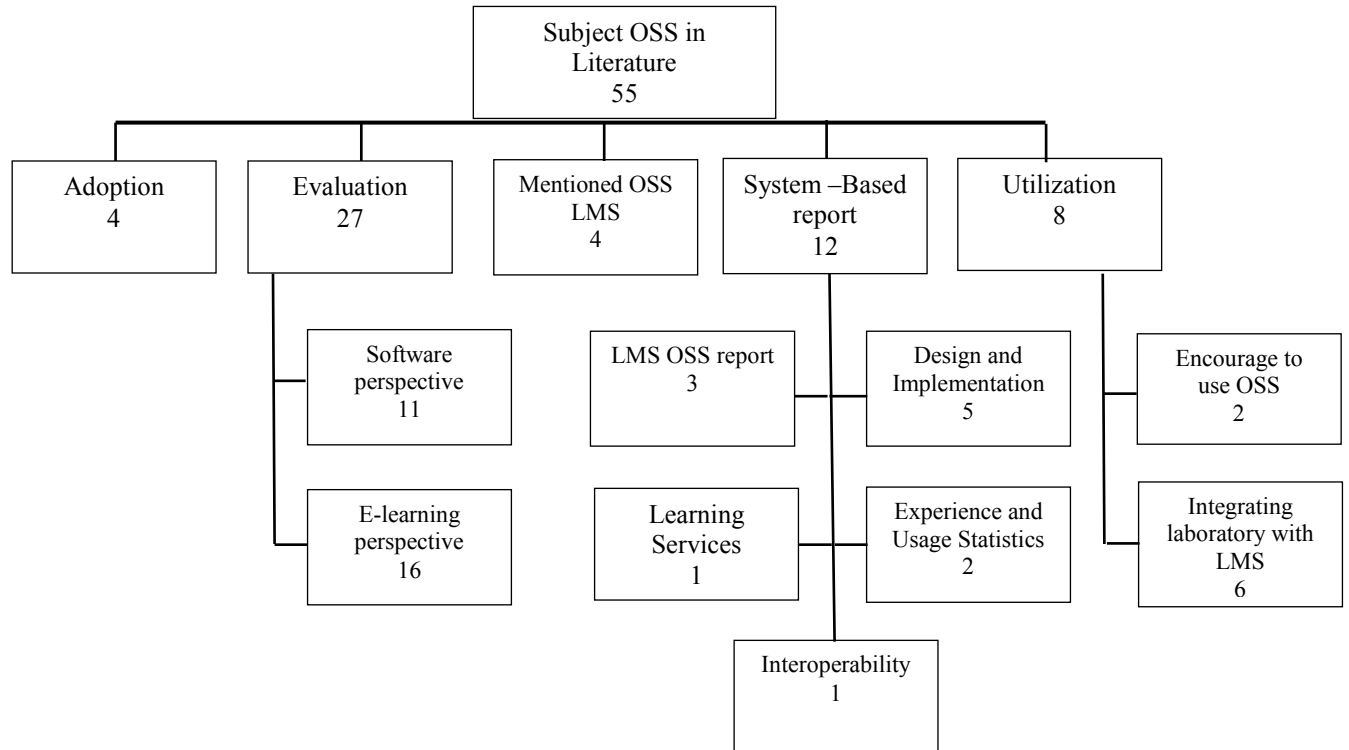 Subject OSS in
Literature
55
Adoption
4
Evaluation
27
Mentioned OSS
LMS
4
System –Based
report
12
Utilization
8
Software
perspective
11
E-learning
perspective
16
LMS OSS report
3
Design and
Implementation
5
Learning
Services
1
Experience and
Usage Statistics
2
Interoperability
1
Encourage to
use OSS
2
Integrating
laboratory with
LMS
6